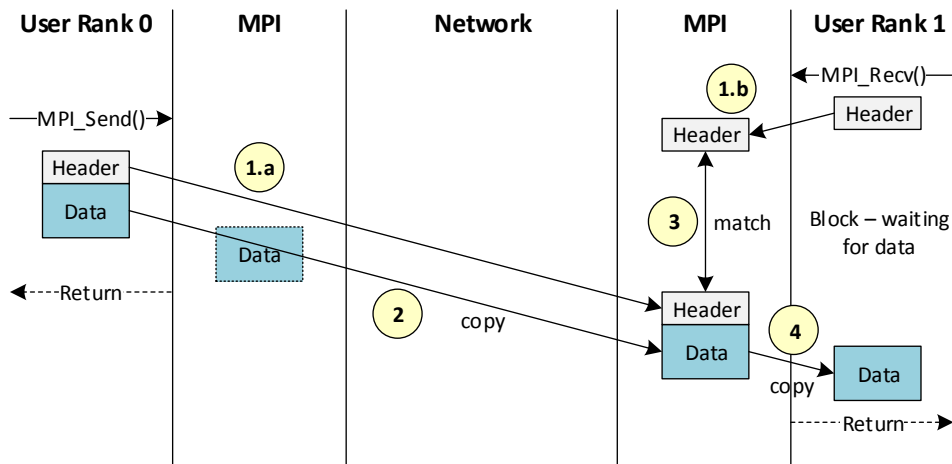 User Rank 0
MPI
Network
MPI
User Rank 1
MPI_Send()
MPI_Recv()
1.b
Header
Header
Header
1.a
Data
3
match
Block – waiting
for data
Data
Return
2
copy
Header
Data
4
copy
Data
Return